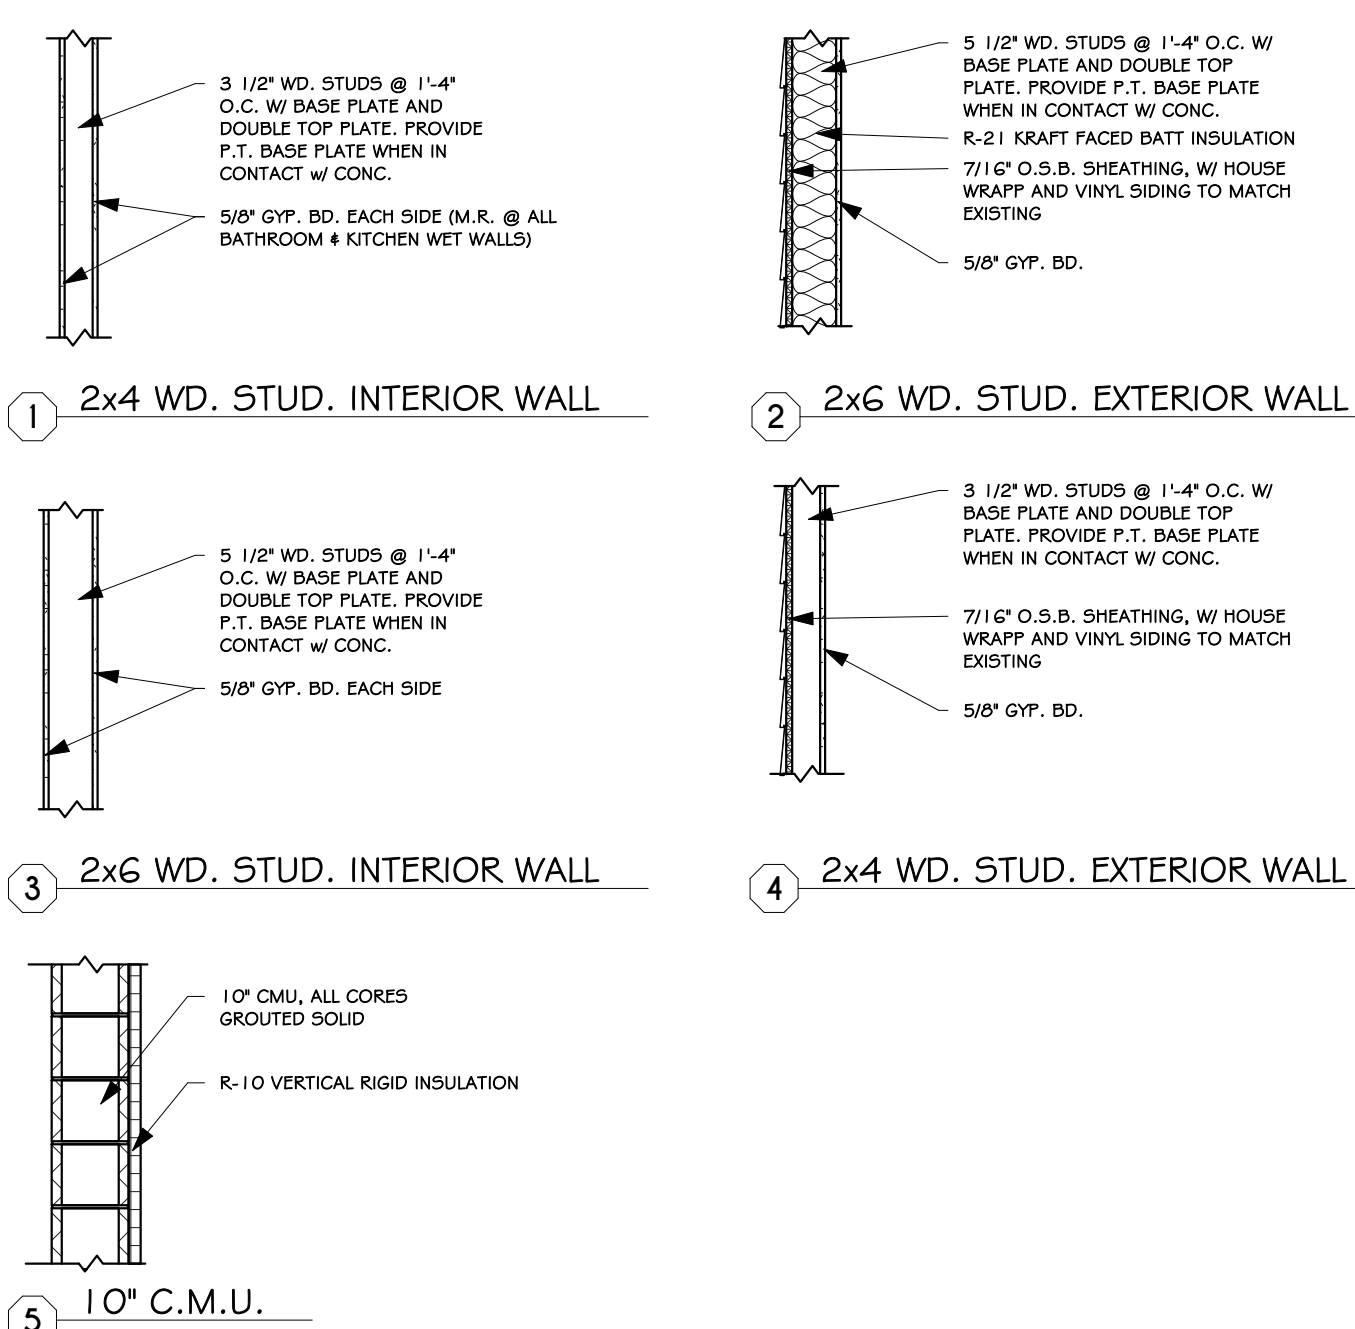 3 1/2" WD. STUDS @ 1'-4"
O.C. W/ BASE PLATE AND
DOUBLE TOP PLATE. PROVIDE
P.T. BASE PLATE WHEN IN
CONTACT w/ CONC.
5/8" GYP. BD. EACH SIDE (M.R. @ ALL
BATHROOM & KITCHEN WET WALLS)
1 2x4 WD. STUD. INTERIOR WALL
5 1/2" WD. STUDS @ 1'-4" O.C. W/
BASE PLATE AND DOUBLE TOP
PLATE. PROVIDE P.T. BASE PLATE
WHEN IN CONTACT W/ CONC.
R-21 KRAFT FACED BATT INSULATION
7/16" O.S.B. SHEATHING, W/ HOUSE
WRAPP AND VINYL SIDING TO MATCH
EXISTING
5/8" GYP. BD.
2 2x6 WD. STUD. EXTERIOR WALL
5 1/2" WD. STUDS @ 1'-4"
O.C. W/ BASE PLATE AND
DOUBLE TOP PLATE. PROVIDE
P.T. BASE PLATE WHEN IN
CONTACT w/ CONC.
5/8" GYP. BD. EACH SIDE
3 2x6 WD. STUD. INTERIOR WALL
3 1/2" WD. STUDS @ 1'-4" O.C. W/
BASE PLATE AND DOUBLE TOP
PLATE. PROVIDE P.T. BASE PLATE
WHEN IN CONTACT W/ CONC.
7/16" O.S.B. SHEATHING, W/ HOUSE
WRAPP AND VINYL SIDING TO MATCH
EXISTING
5/8" GYP. BD.
4 2x4 WD. STUD. EXTERIOR WALL
10" CMU, ALL CORES
GROUTED SOLID
R-10 VERTICAL RIGID INSULATION
5 10" C.M.U.